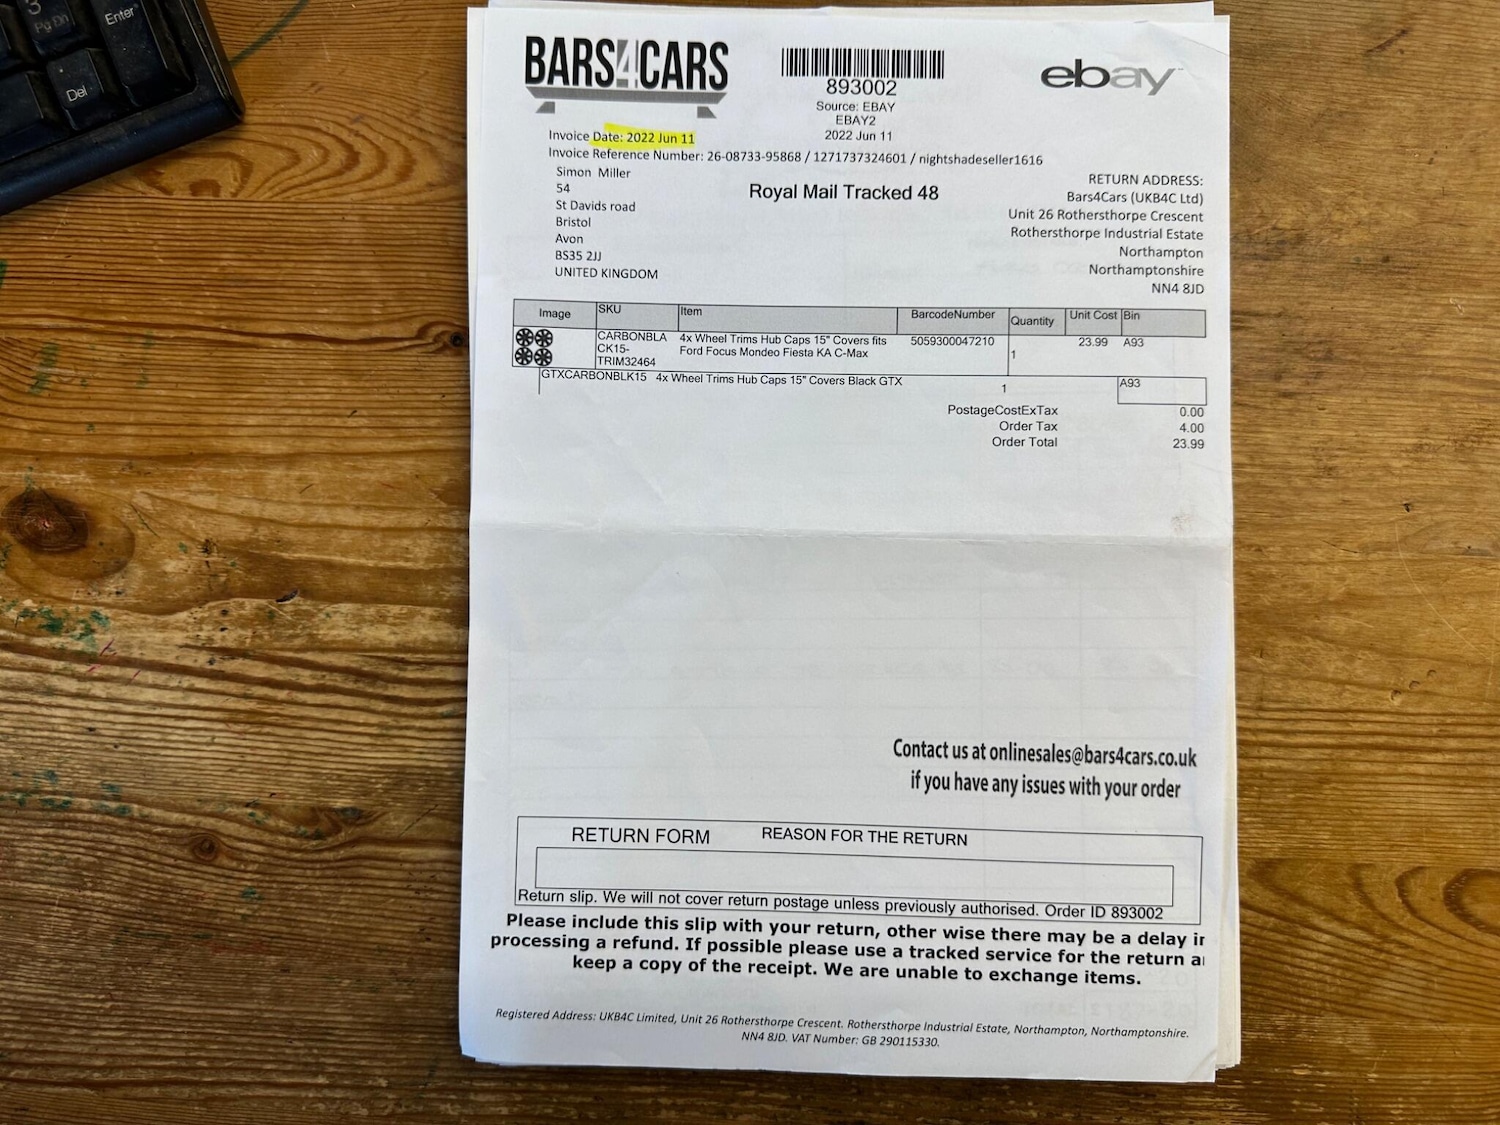 3
Pg Dn
Enter
Del
BARS4CARS
893002
Source: EBAY
EBAY2
2022 Jun 11
ebay
Invoice Date: 2022 Jun 11
Invoice Reference Number: 26-08733-95868 / 1271737324601 / nightshadeseller1616
Simon Miller
54
St Davids road
Bristol
Avon
BS35 2JJ
UNITED KINGDOM
Royal Mail Tracked 48
RETURN ADDRESS:
Bars4Cars (UKB4C Ltd)
Unit 26 Rothersthorpe Crescent
Rothersthorpe Industrial Estate
Northampton
Northamptonshire
NN4 8JD
Image SKU Item BarcodeNumber Quantity Unit Cost Bin
CARBONBLA 4x Wheel Trims Hub Caps 15" Covers fits 5059300047210 23.99 A93
CK15- Ford Focus Mondeo Fiesta KA C-Max 1
TRIM32464
GTXCARBONBLK15 4x Wheel Trims Hub Caps 15" Covers Black GTX 1 A93
PostageCostExTax 0.00
Order Tax 4.00
Order Total 23.99
Contact us at onlinesales@bars4cars.co.uk
if you have any issues with your order
RETURN FORM REASON FOR THE RETURN
Return slip. We will not cover return postage unless previously authorised. Order ID 893002
Please include this slip with your return, other wise there may be a delay in
processing a refund. If possible please use a tracked service for the return a
keep a copy of the receipt. We are unable to exchange items.
Registered Address: UKB4C Limited, Unit 26 Rothersthorpe Crescent. Rothersthorpe Industrial Estate, Northampton, Northamptonshire.
NN4 8JD. VAT Number: GB 290115330.